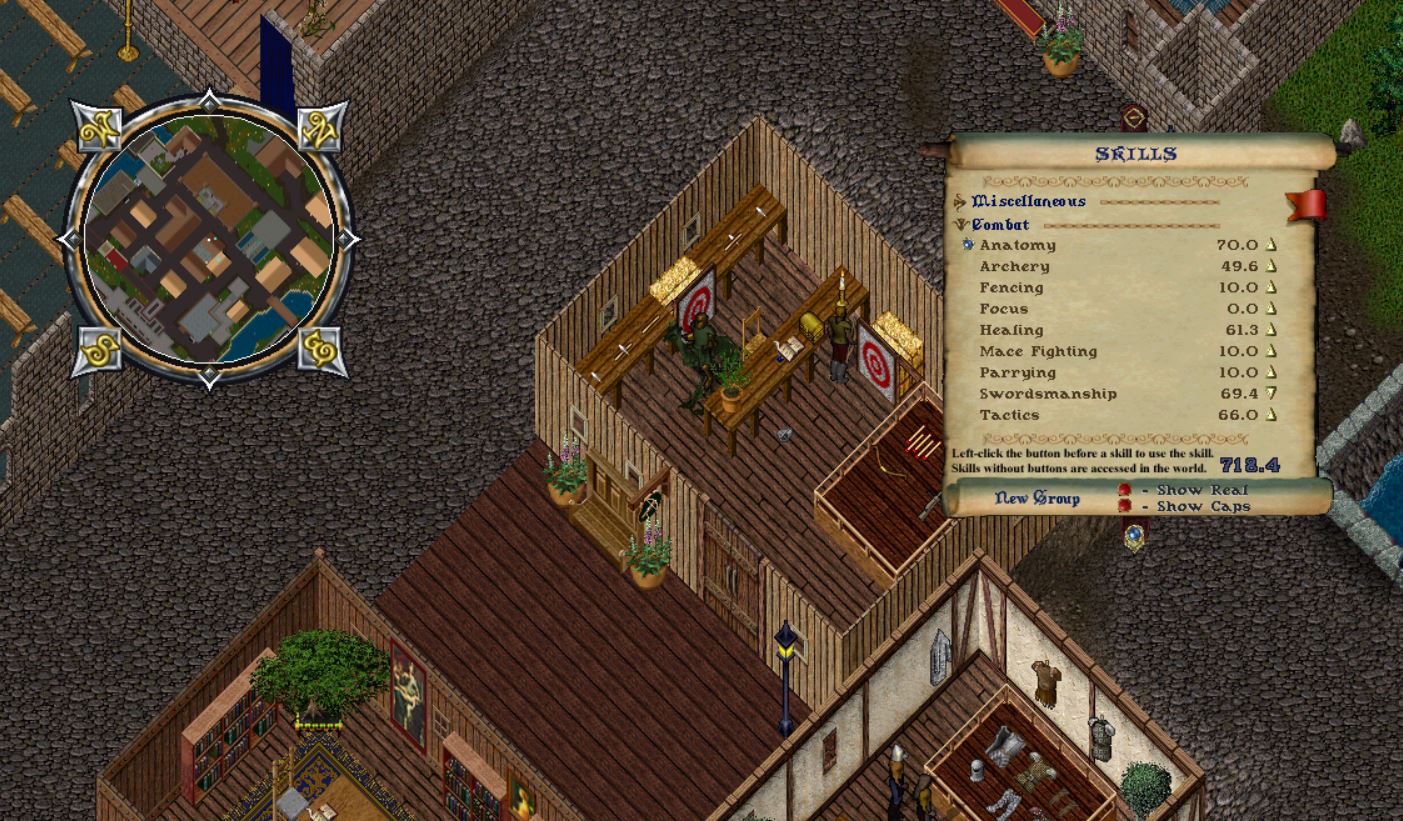 SKILLS
Miscellaneous
Combat
Anatomy 70.0
Archery 49.6
Fencing 10.0
Focus 0.0
Healing 61.3
Mace Fighting 10.0
Parrying 10.0
Swordsmanship 69.4
Tactics 66.0
Left-click the button before a skill to use the skill.
Skills without buttons are accessed in the world. 718.4
New Group
- Show Real
- Show Caps